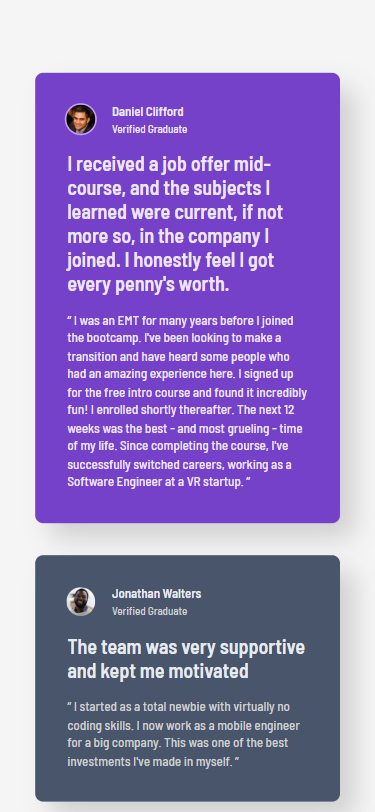 Daniel Clifford
Verified Graduate
I received a job offer mid-
course, and the subjects I
learned were current, if not
more so, in the company I
joined. I honestly feel I got
every penny's worth.
“ I was an EMT for many years before I joined
the bootcamp. I've been looking to make a
transition and have heard some people who
had an amazing experience here. I signed up
for the free intro course and found it incredibly
fun! I enrolled shortly thereafter. The next 12
weeks was the best - and most grueling - time
of my life. Since completing the course, I've
successfully switched careers, working as a
Software Engineer at a VR startup. ”
Jonathan Walters
Verified Graduate
The team was very supportive
and kept me motivated
“ I started as a total newbie with virtually no
coding skills. I now work as a mobile engineer
for a big company. This was one of the best
investments I've made in myself. ”